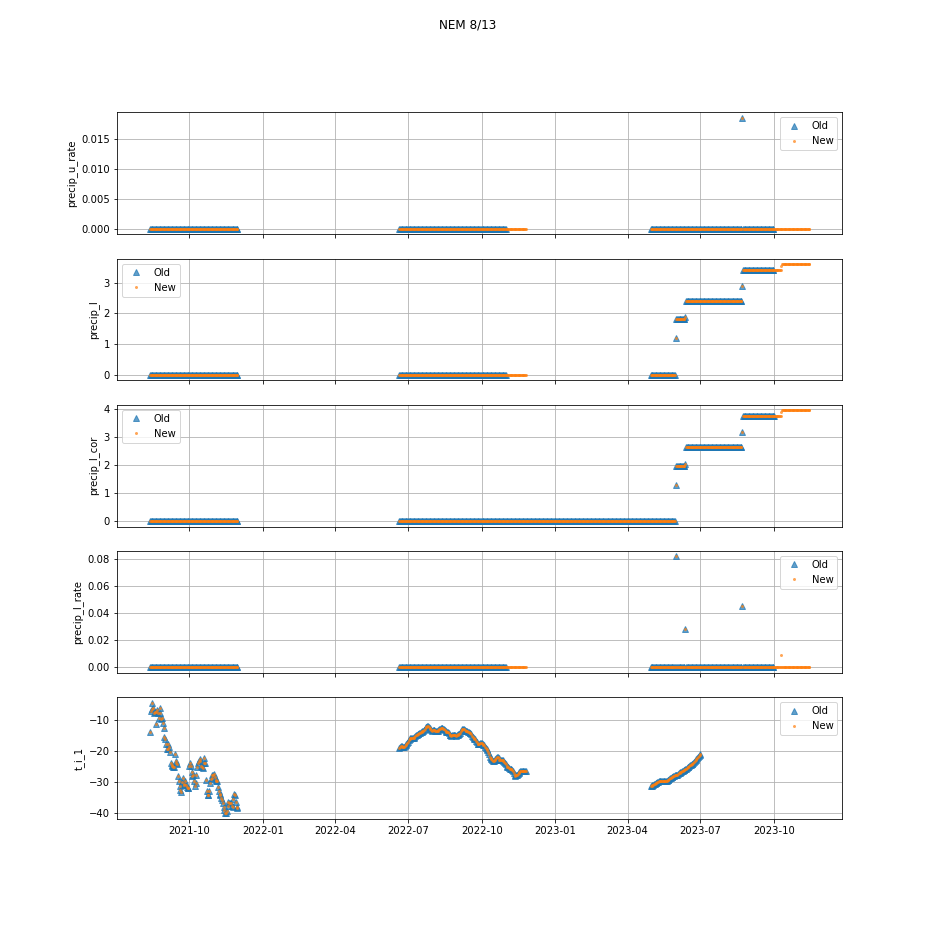 NEM 8/13
precip_u_rate
0.015
0.010
0.005
0.000
Old
New
precip_l
3
2
1
0
Old
New
precip_l_cor
4
3
2
1
0
Old
New
precip_l_rate
0.08
0.06
0.04
0.02
0.00
Old
New
t_i_1
−10
−20
−30
−40
Old
New
2021-10 2022-01 2022-04 2022-07 2022-10 2023-01 2023-04 2023-07 2023-10